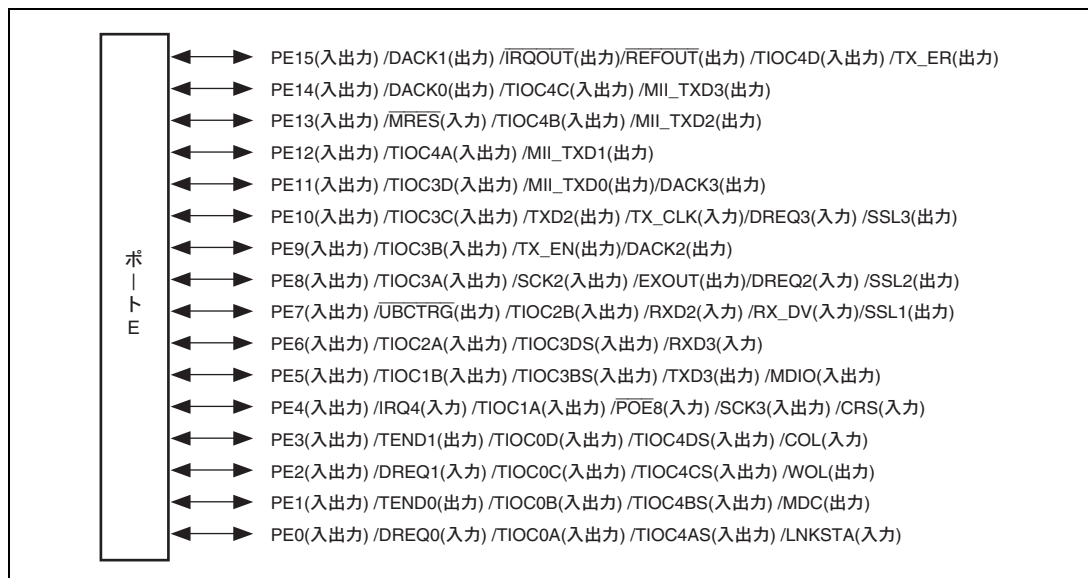 ポートE
PE15(入出力) /DACK1(出力) /IRQOUT(出力)/REFOUT(出力) /TIOC4D(入出力) /TX_ER(出力)
PE14(入出力) /DACK0(出力) /TIOC4C(入出力) /MII_TXD3(出力)
PE13(入出力) /MRES(入力) /TIOC4B(入出力) /MII_TXD2(出力)
PE12(入出力) /TIOC4A(入出力) /MII_TXD1(出力)
PE11(入出力) /TIOC3D(入出力) /MII_TXD0(出力)/DACK3(出力)
PE10(入出力) /TIOC3C(入出力) /TXD2(出力) /TX_CLK(入力)/DREQ3(入力) /SSL3(出力)
PE9(入出力) /TIOC3B(入出力) /TX_EN(出力)/DACK2(出力)
PE8(入出力) /TIOC3A(入出力) /SCK2(入出力) /EXOUT(出力)/DREQ2(入力) /SSL2(出力)
PE7(入出力) /UBCTRG(出力) /TIOC2B(入出力) /RXD2(入力) /RX_DV(入力)/SSL1(出力)
PE6(入出力) /TIOC2A(入出力) /TIOC3DS(入出力) /RXD3(入力)
PE5(入出力) /TIOC1B(入出力) /TIOC3BS(入出力) /TXD3(出力) /MDIO(入出力)
PE4(入出力) /IRQ4(入力) /TIOC1A(入出力) /POE8(入力) /SCK3(入出力) /CRS(入力)
PE3(入出力) /TEND1(出力) /TIOC0D(入出力) /TIOC4DS(入出力) /COL(入力)
PE2(入出力) /DREQ1(入力) /TIOC0C(入出力) /TIOC4CS(入出力) /WOL(出力)
PE1(入出力) /TEND0(出力) /TIOC0B(入出力) /TIOC4BS(入出力) /MDC(出力)
PE0(入出力) /DREQ0(入力) /TIOC0A(入出力) /TIOC4AS(入出力) /LNKSTA(入力)